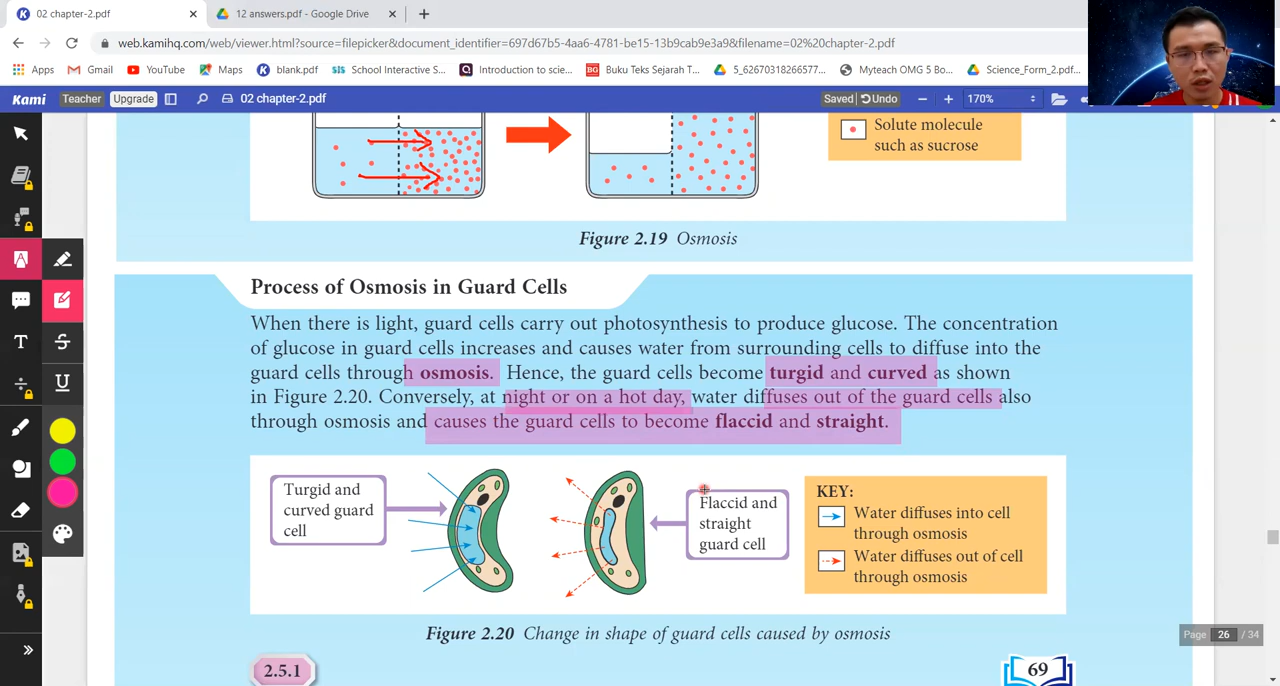 02 chapter-2.pdf
12 answers.pdf - Google Drive
web.kamihq.com/web/viewer.html?source=filepicker&document_identifier=697d67b5-4aa6-4781-be15-13b9cab9e3a9&filename=02%20chapter-2.pdf
Apps
Gmail
YouTube
Maps
blank.pdf
School Interactive S...
Introduction to scie...
Buku Teks Sejarah T...
5_62670318266577...
Myteach OMG 5 Bo...
Science_Form_2.pdf...
Kami
Teacher
Upgrade
02 chapter-2.pdf
Saved
Undo
170%
Solute molecule
such as sucrose
Figure 2.19 Osmosis
Process of Osmosis in Guard Cells
When there is light, guard cells carry out photosynthesis to produce glucose. The concentration
of glucose in guard cells increases and causes water from surrounding cells to diffuse into the
guard cells through osmosis. Hence, the guard cells become turgid and curved as shown
in Figure 2.20. Conversely, at night or on a hot day, water diffuses out of the guard cells also
through osmosis and causes the guard cells to become flaccid and straight.
Turgid and
curved guard
cell
Flaccid and
straight
guard cell
KEY:
Water diffuses into cell
through osmosis
Water diffuses out of cell
through osmosis
Figure 2.20 Change in shape of guard cells caused by osmosis
Page 26 / 34
2.5.1
69